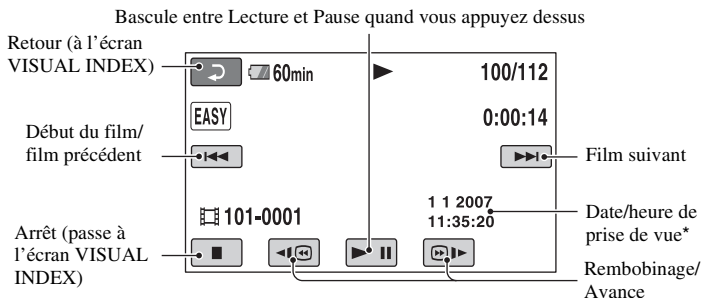 Bascule entre Lecture et Pause quand vous appuyez dessus
Retour (à l'écran
VISUAL INDEX)
60min
100/112
EASY
0:00:14
Début du film/
film précédent
Film suivant
101-0001
1 1 2007
11:35:20
Date/heure de
prise de vue*
Arrêt (passe à
l'écran VISUAL
INDEX)
Rembobinage/
Avance